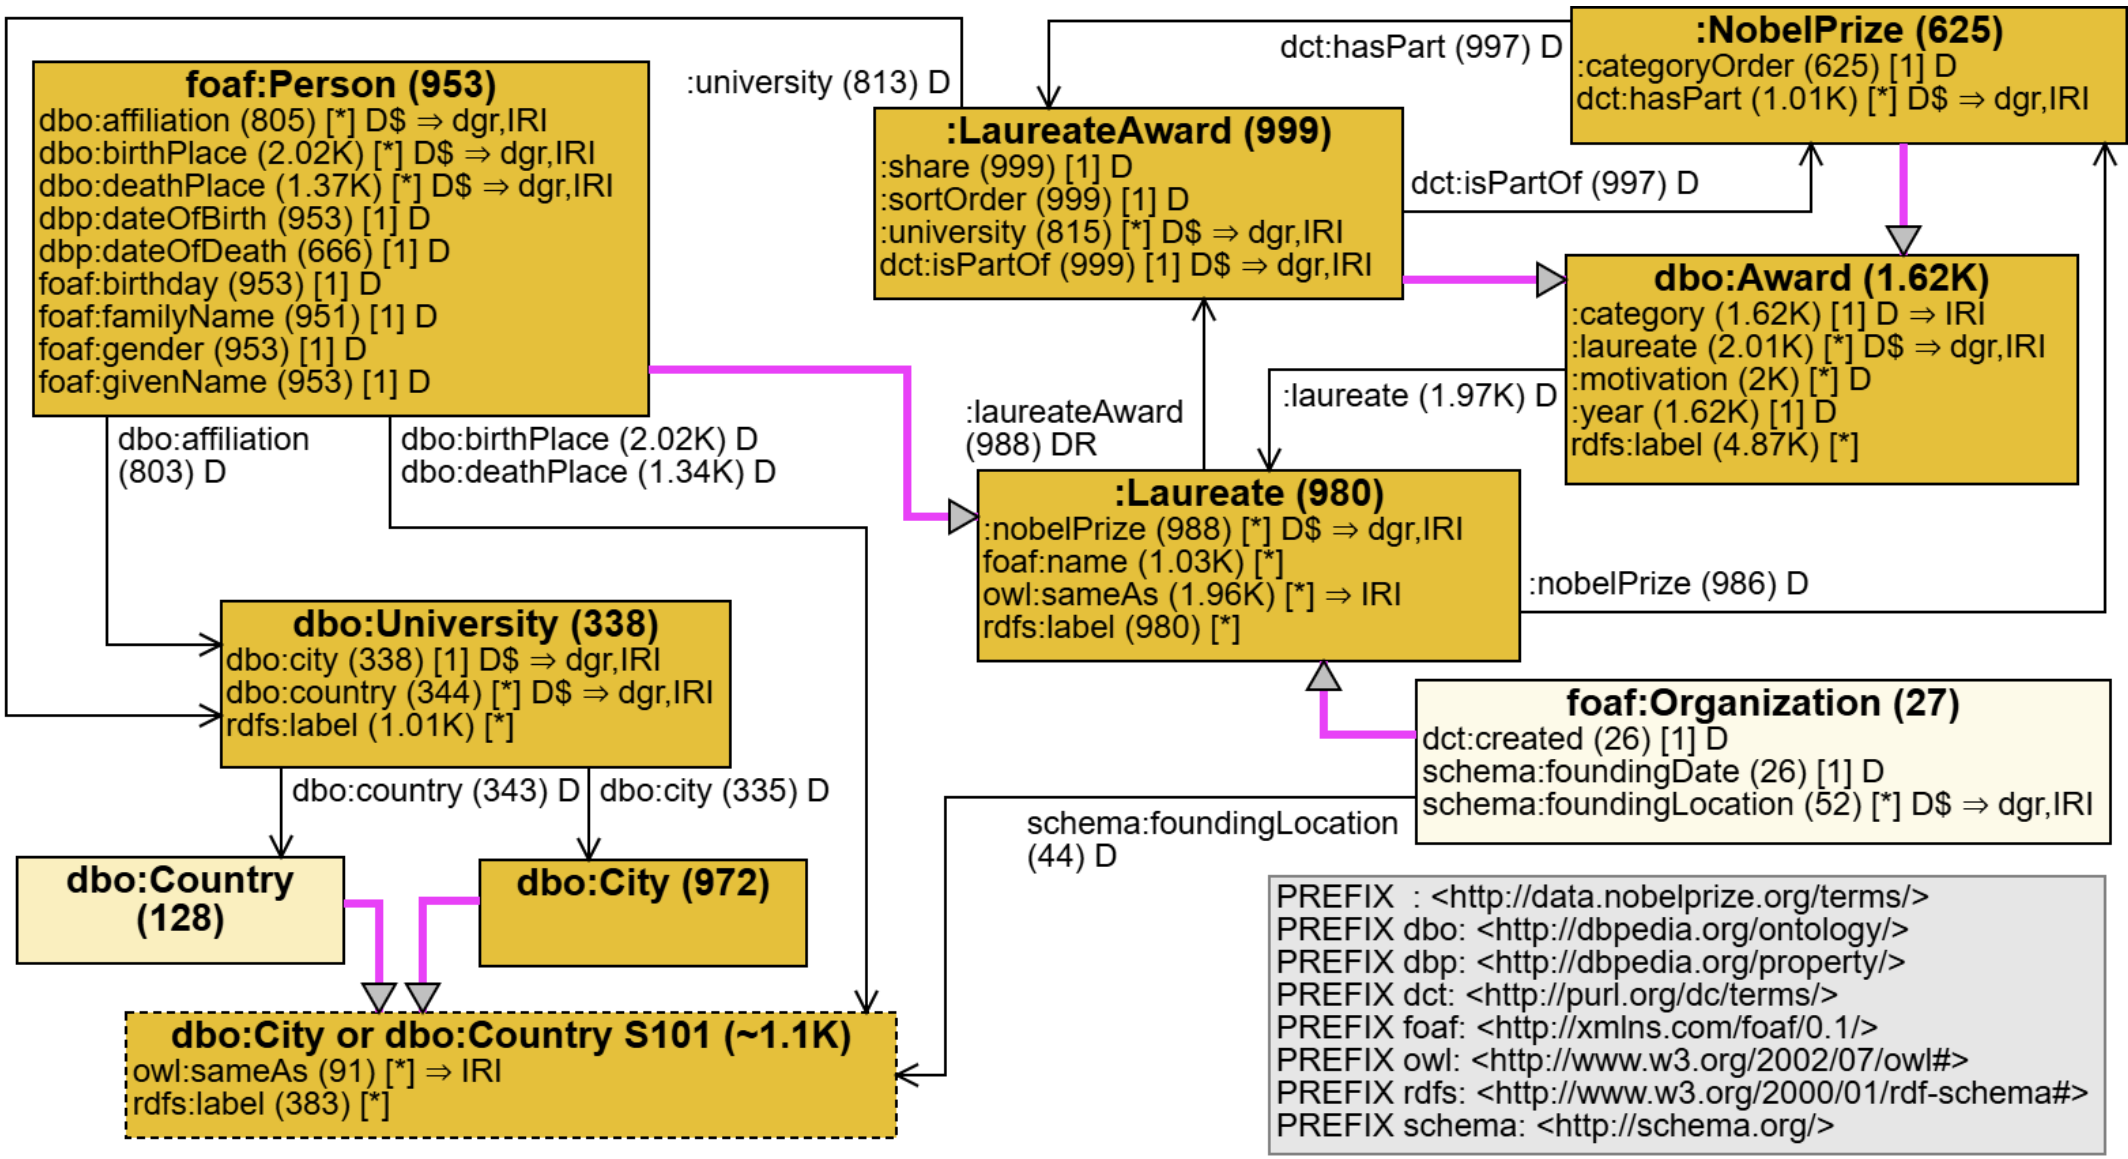 :university (813) D
dct:hasPart (997) D
:NobelPrize (625)
:categoryOrder (625) [1] D
dct:hasPart (1.01K) [*] D$ ⇒ dgr,IRI
foaf:Person (953)
dbo:affiliation (805) [*] D$ ⇒ dgr,IRI
dbo:birthPlace (2.02K) [*] D$ ⇒ dgr,IRI
dbo:deathPlace (1.37K) [*] D$ ⇒ dgr,IRI
dbp:dateOfBirth (953) [1] D
dbp:dateOfDeath (666) [1] D
foaf:birthday (953) [1] D
foaf:familyName (951) [1] D
foaf:gender (953) [1] D
foaf:givenName (953) [1] D
:LaureateAward (999)
:share (999) [1] D
:sortOrder (999) [1] D
:university (815) [*] D$ ⇒ dgr,IRI
dct:isPartOf (999) [1] D$ ⇒ dgr,IRI
dct:isPartOf (997) D
dbo:Award (1.62K)
:category (1.62K) [1] D ⇒ IRI
:laureate (2.01K) [*] D$ ⇒ dgr,IRI
:motivation (2K) [*] D
:year (1.62K) [1] D
rdfs:label (4.87K) [*]
:laureate (1.97K) D
:laureateAward
(988) DR
dbo:affiliation
(803) D
dbo:birthPlace (2.02K) D
dbo:deathPlace (1.34K) D
:Laureate (980)
:nobelPrize (988) [*] D$ ⇒ dgr,IRI
foaf:name (1.03K) [*]
owl:sameAs (1.96K) [*] ⇒ IRI
rdfs:label (980) [*]
:nobelPrize (986) D
dbo:University (338)
dbo:city (338) [1] D$ ⇒ dgr,IRI
dbo:country (344) [*] D$ ⇒ dgr,IRI
rdfs:label (1.01K) [*]
foaf:Organization (27)
dct:created (26) [1] D
schema:foundingDate (26) [1] D
schema:foundingLocation (52) [*] D$ ⇒ dgr,IRI
dbo:country (343) D
dbo:city (335) D
schema:foundingLocation
(44) D
dbo:Country
(128)
dbo:City (972)
dbo:City or dbo:Country S101 (~1.1K)
owl:sameAs (91) [*] ⇒ IRI
rdfs:label (383) [*]
PREFIX : <http://data.nobelprize.org/terms/>
PREFIX dbo: <http://dbpedia.org/ontology/>
PREFIX dbp: <http://dbpedia.org/property/>
PREFIX dct: <http://purl.org/dc/terms/>
PREFIX foaf: <http://xmlns.com/foaf/0.1/>
PREFIX owl: <http://www.w3.org/2002/07/owl#>
PREFIX rdfs: <http://www.w3.org/2000/01/rdf-schema#>
PREFIX schema: <http://schema.org/>